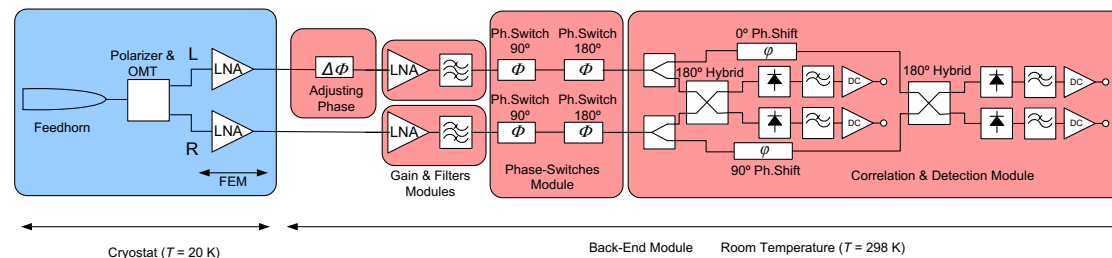 Polarizer &
OMT
L
LNA
Feedhorn
R
LNA
FEM
ΔΦ
Adjusting
Phase
LNA
LNA
Gain & Filters
Modules
Ph.Switch
90º
Ph.Switch
180º
Φ
Φ
Ph.Switch
90º
Ph.Switch
180º
Φ
Φ
Phase-Switches
Module
0º Ph.Shift
φ
180º Hybrid
DC
DC
φ
90º Ph.Shift
180º Hybrid
DC
DC
Correlation & Detection Module
Cryostat (T = 20 K)
Back-End Module Room Temperature (T = 298 K)